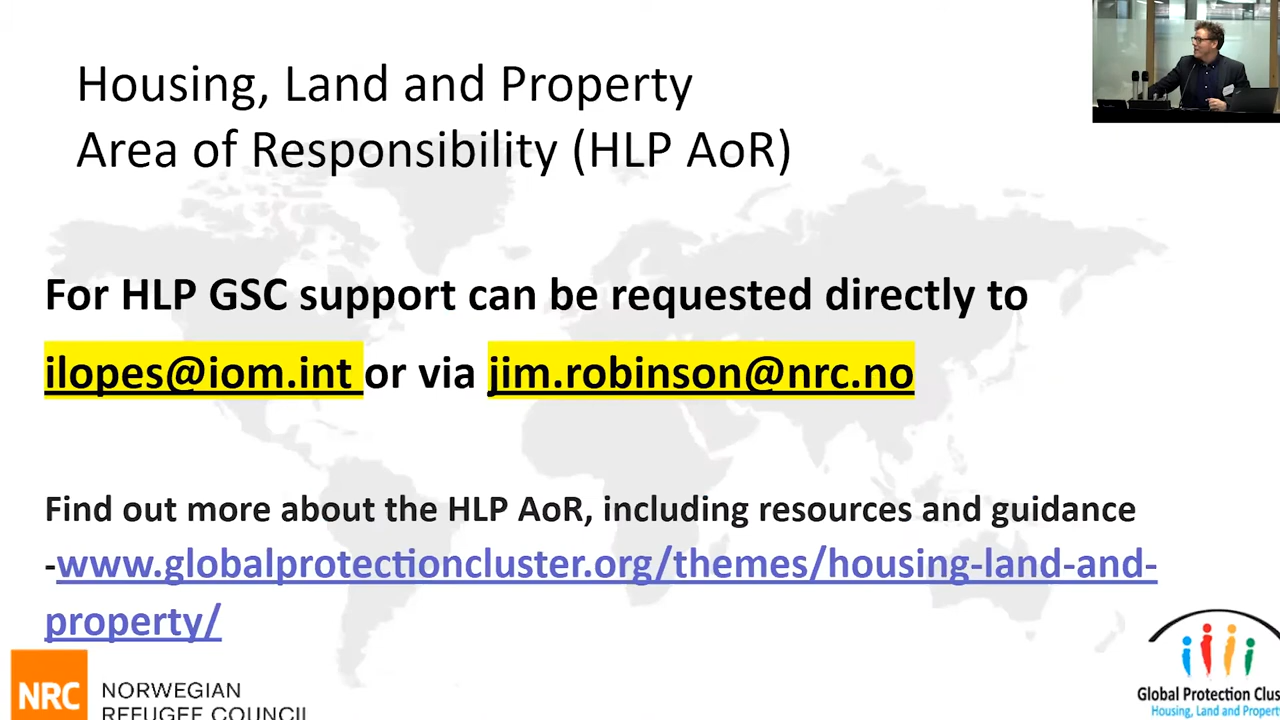 Housing, Land and Property
Area of Responsibility (HLP AoR)
For HLP GSC support can be requested directly to
ilopes@iom.int or via jim.robinson@nrc.no
Find out more about the HLP AoR, including resources and guidance
-www.globalprotectioncluster.org/themes/housing-land-and-
property/
NRC
NORWEGIAN
REFUGEE COUNCIL
Global Protection Clus
Housing, Land and Propert